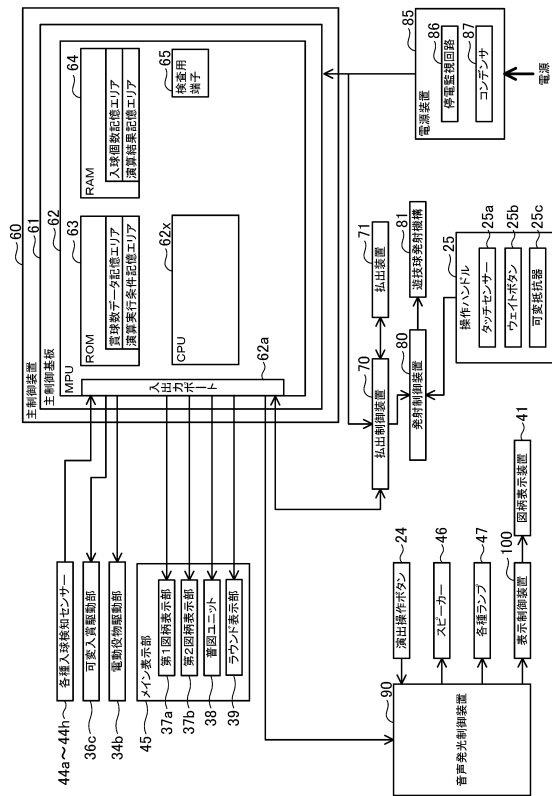 60
主制御装置
61
主制御基板
62
MPU
63
ROM
賞球数データ記憶エリア
演算実行条件記憶エリア
64
RAM
入球個数記憶エリア
演算結果記憶エリア
62x
CPU
65
検査用端子
入出力ポート
62a
44a～44h
各種入球検知センサー
36c
可変入賞駆動部
34b
電動役物駆動部
45
メイン表示部
37a
第1図柄表示部
37b
第2図柄表示部
38
普図ユニット
39
ラウンド表示部
70
払出制御装置
71
払出装置
80
発射制御装置
81
遊技球発射機構
85
電源装置
86
停電監視回路
87
コンデンサ
電源
25
操作ハンドル
25a
タッチセンサー
25b
ウェイトボタン
25c
可変抵抗器
90
音声発光制御装置
24
演出操作ボタン
46
スピーカー
47
各種ランプ
100
表示制御装置
41
図柄表示装置